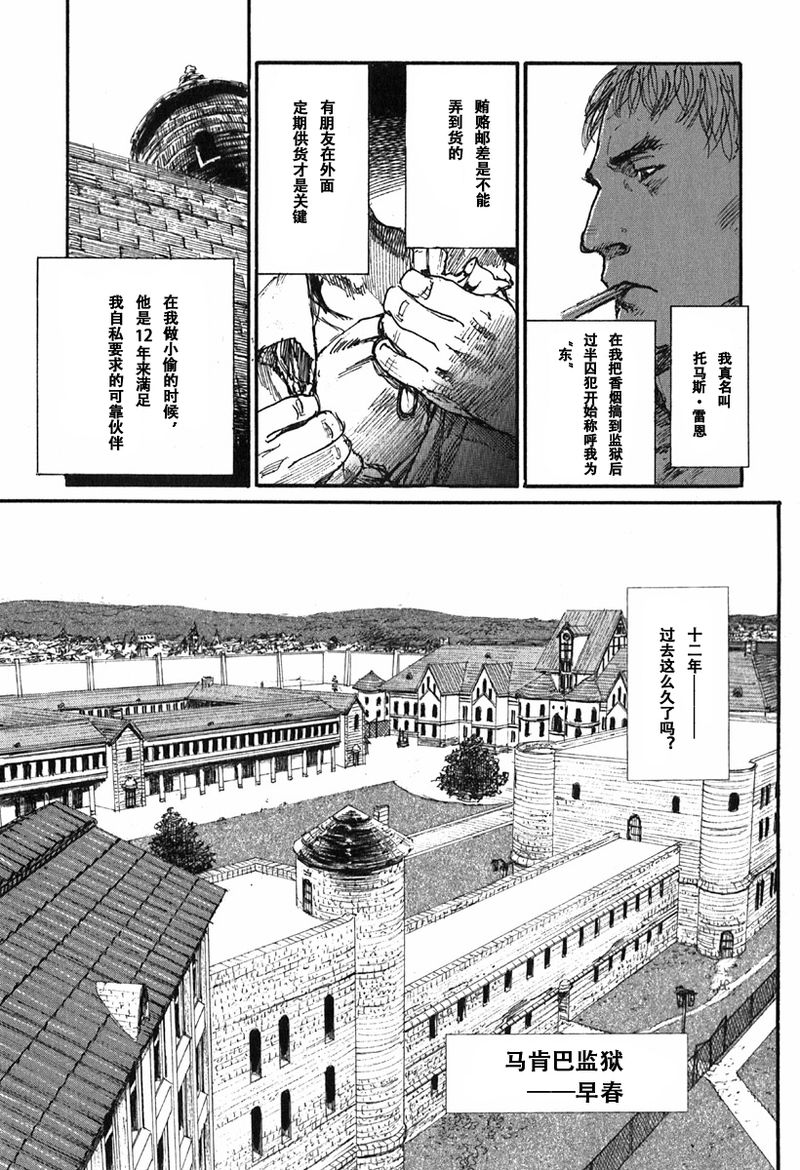 我真名叫
托马斯·雷恩
在我把香烟搞到监狱后
过半囚犯开始称呼我为
“东”
贿赂邮差是不能
弄到货的
有朋友在外面
定期供货才是关键
在我做小偷的时候，
他是12年来满足
我自私要求的可靠伙伴
十二年——
过去这么久了吗？
马肯巴监狱
——早春